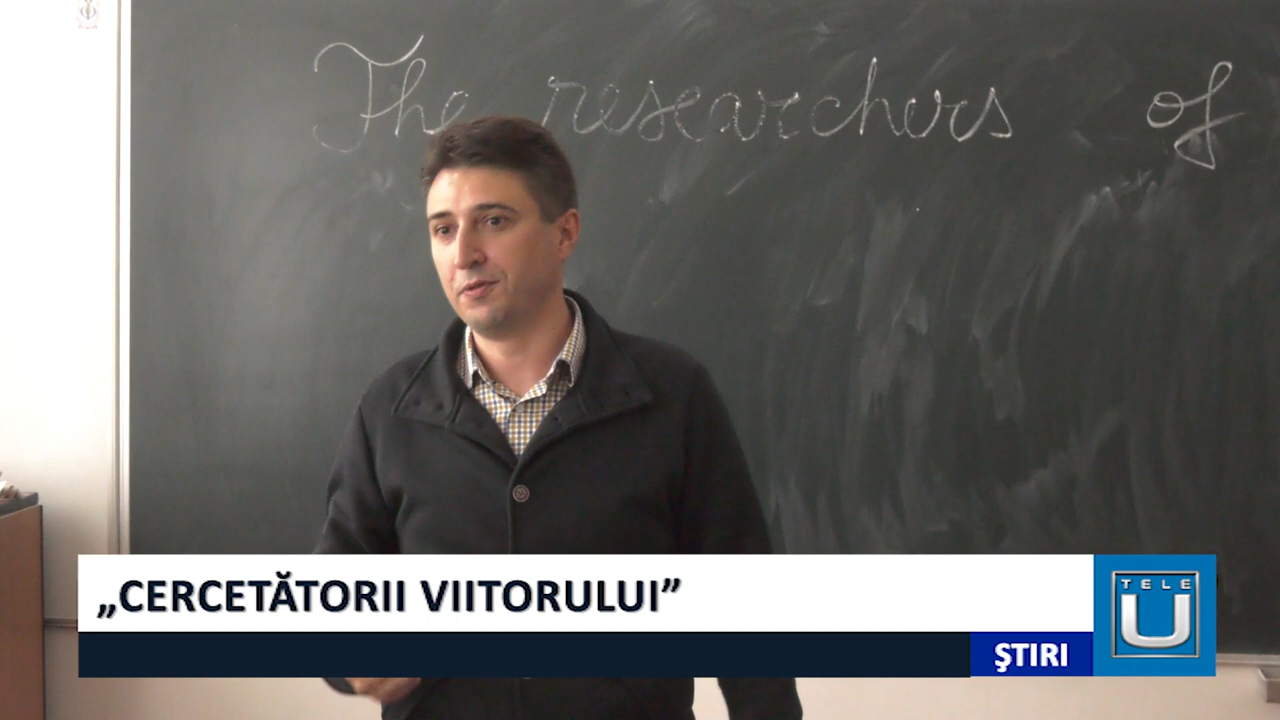 The researchers of
„CERCETĂTORII VIITORULUI”
ŞTIRI
TELE
U